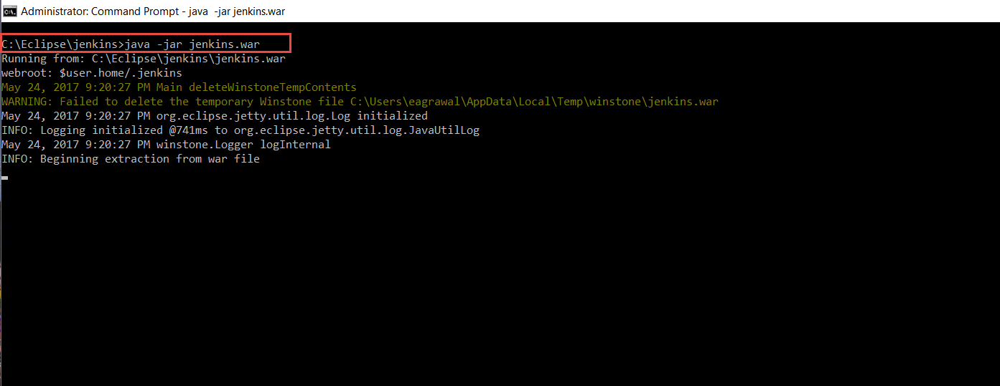 Administrator: Command Prompt - java  -jar jenkins.war
C:\Eclipse\jenkins>java -jar jenkins.war
Running from: C:\Eclipse\jenkins\jenkins.war
webroot: $user.home/.jenkins
May 24, 2017 9:20:27 PM Main deleteWinstoneTempContents
WARNING: Failed to delete the temporary Winstone file C:\Users\eagrawal\AppData\Local\Temp\winstone\jenkins.war
May 24, 2017 9:20:27 PM org.eclipse.jetty.util.log.Log initialized
INFO: Logging initialized @741ms to org.eclipse.jetty.util.log.JavaUtilLog
May 24, 2017 9:20:27 PM winstone.Logger logInternal
INFO: Beginning extraction from war file